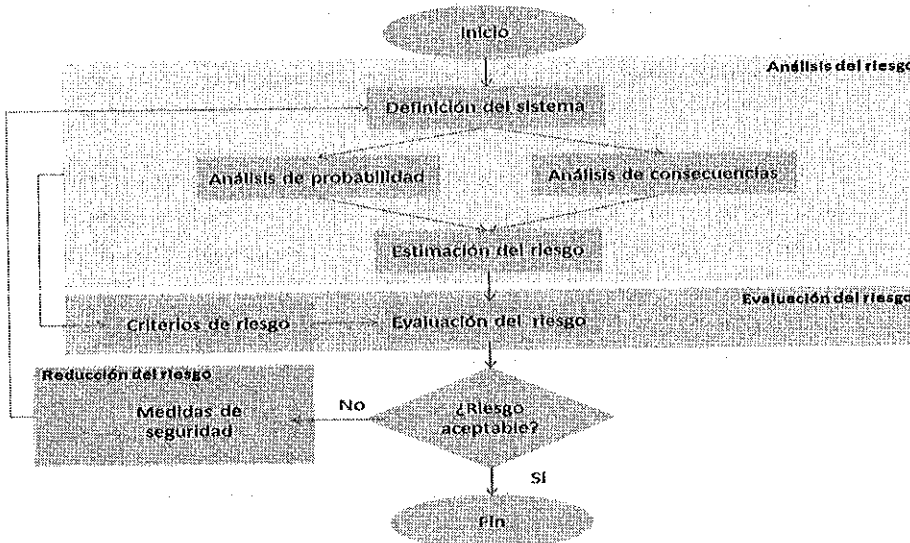 Inicio
Análisis del riesgo
Definición del sistema
Análisis de probabilidad
Análisis de consecuencias
Estimación del riesgo
Evaluación del riesgo
Criterios de riesgo
Evaluación del riesgo
Reducción del riesgo
Medidas de
seguridad
No
¿Riesgo
aceptable?
Sí
Fin